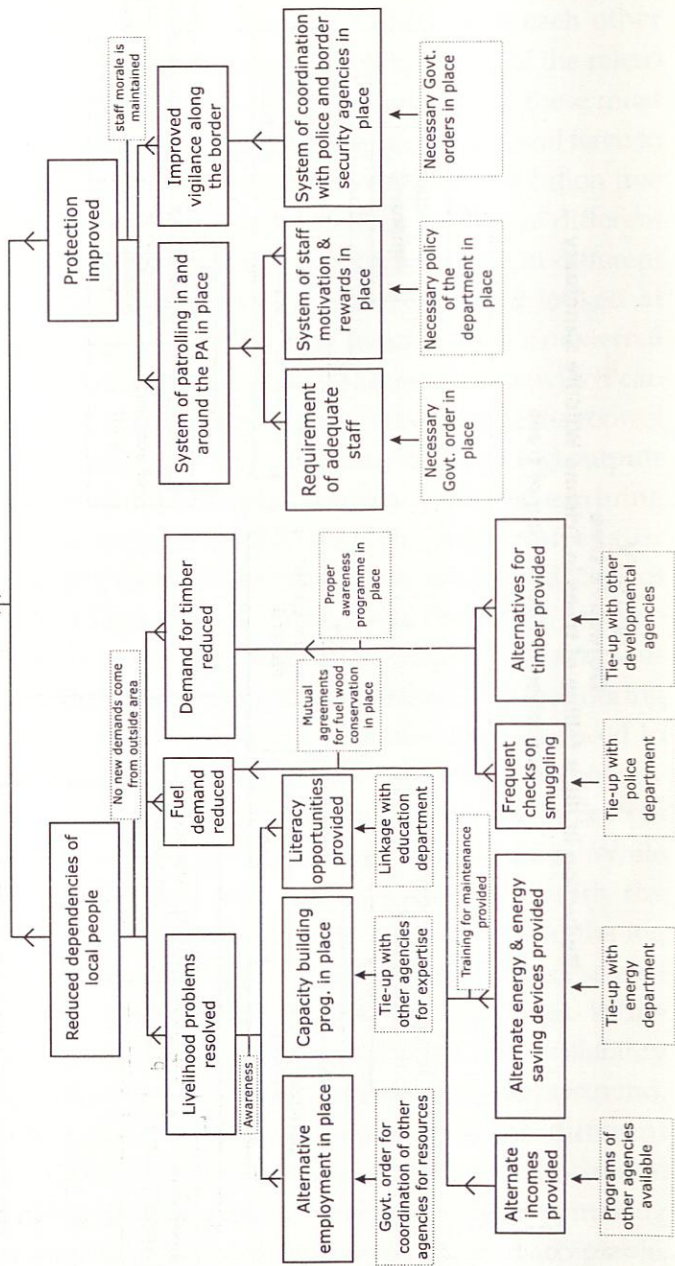 Reduced dependencies of
local people
Protection
improved
No new demands come
from outside area
staff morale is
maintained
Livelihood problems
resolved
Fuel
demand
reduced
Demand for timber
reduced
System of patrolling in and
around the PA in place
Improved
vigilance along
the border
Awareness
Mutual
agreements
for fuel wood
conservation
in place
Proper
awareness
programme in
place
Alternative
employment in place
Capacity building
prog. in place
Literacy
opportunities
provided
Requirement
of adequate
staff
System of staff
motivation &
rewards in
place
System of coordination
with police and border
security agencies in
place
Govt. order for
coordination of other
agencies for resources
Tie-up with
other agencies
for expertise
Linkage with
education
department
Necessary
Govt. order in
place
Necessary policy
of the
department in
place
Necessary Govt.
orders in place
Training for maintenance
provided
Alternate
incomes
provided
Alternate energy & energy
saving devices provided
Frequent
checks on
smuggling
Alternatives for
timber provided
Programs of
other agencies
available
Tie-up with
energy
department
Tie-up with
police
department
Tie-up with other
developmental
agencies